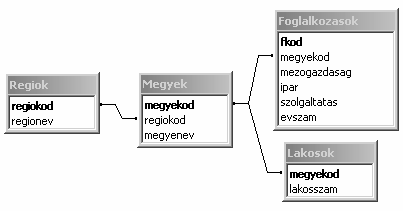 Regiok
regiokod
regionev
Megyek
megyekod
regiokod
megyenev
Foglalkozasok
fkod
megyekod
mezogazdasag
ipar
szolgaltatas
evszam
Lakosok
megyekod
lakosszam